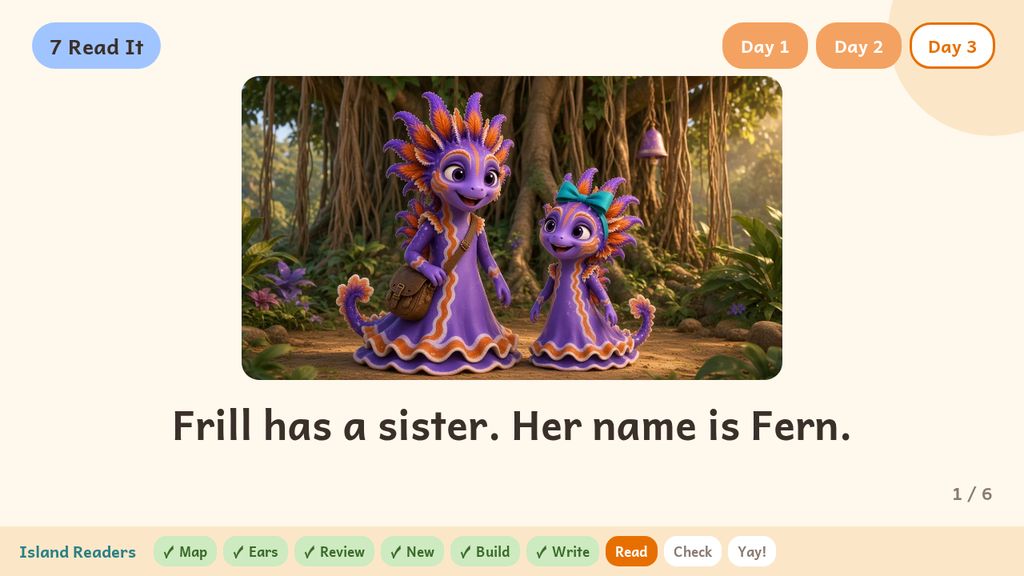 7 Read It
Day 1
Day 2
Day 3
Frill has a sister. Her name is Fern.
1 / 6
Island Readers
✓ Map
✓ Ears
✓ Review
✓ New
✓ Build
✓ Write
Read
Check
Yay!